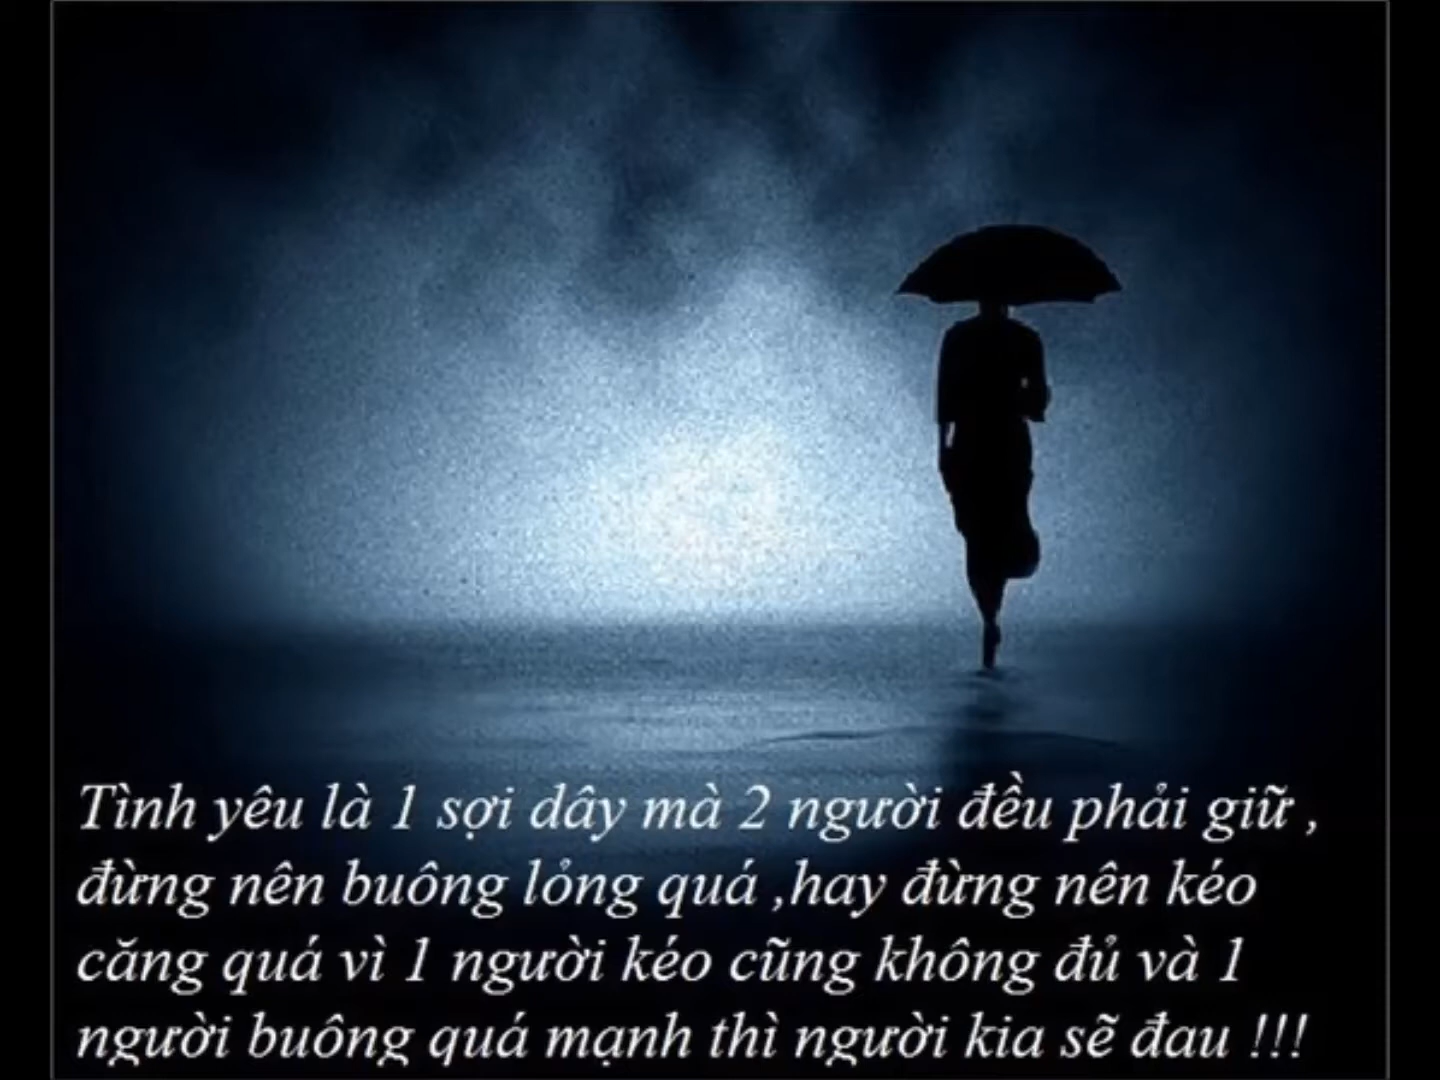 Tình yêu là 1 sợi dây mà 2 người đều phải giữ ,
đừng nên buông lỏng quá ,hay đừng nên kéo
căng quá vì 1 người kéo cũng không đủ và 1
người buông quá mạnh thì người kia sẽ đau !!!